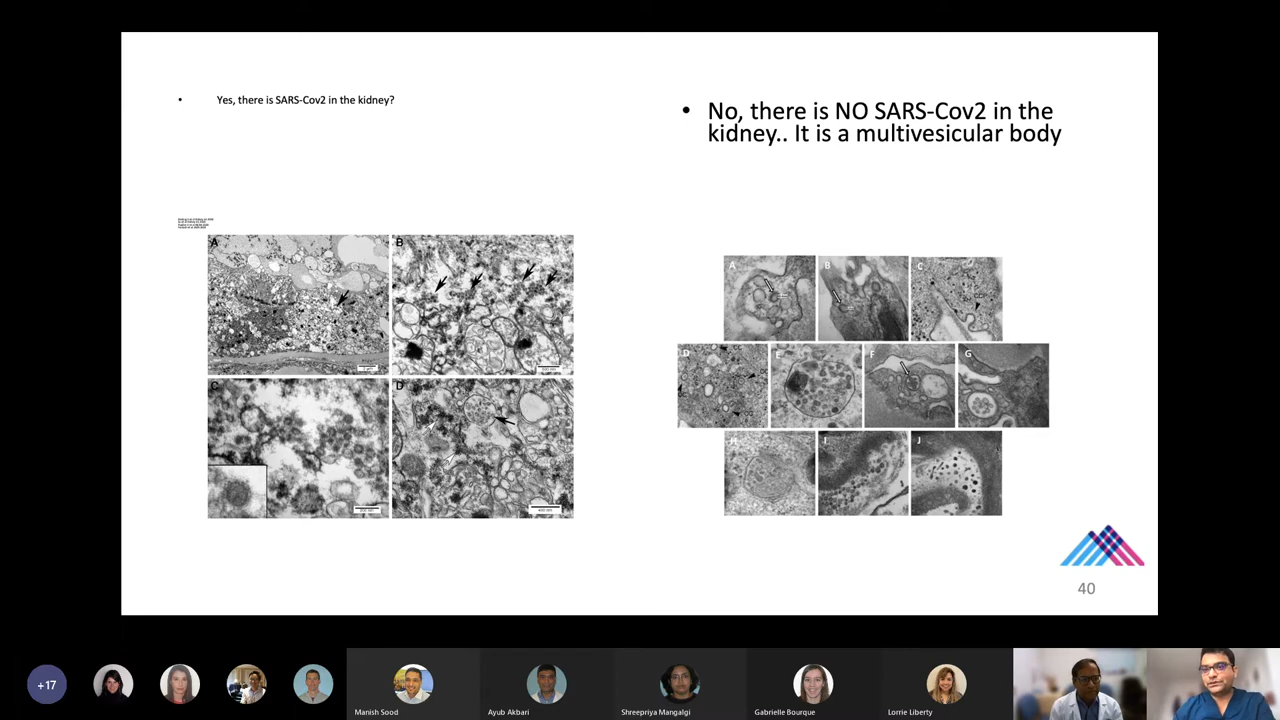 • Yes, there is SARS-Cov2 in the kidney?
• No, there is NO SARS-Cov2 in the
kidney.. It is a multivesicular body
A
B
C
D
A
B
C
D
E
F
G
H
I
J
40
+17
Manish Sood
Ayub Akbari
Shreepriya Mangalgi
Gabrielle Bourque
Lorrie Liberty